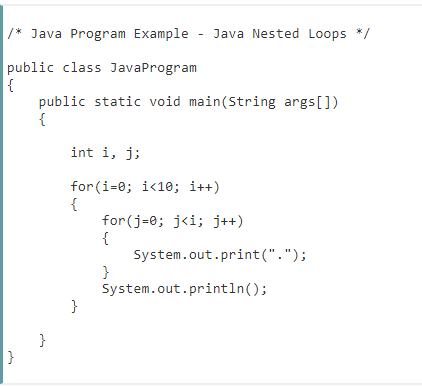 /* Java Program Example - Java Nested Loops */
public class JavaProgram
{
    public static void main(String args[])
    {
        int i, j;
        for(i=0; i<10; i++)
        {
            for(j=0; j<i; j++)
            {
                System.out.print(".");
            }
            System.out.println();
        }
    }
}